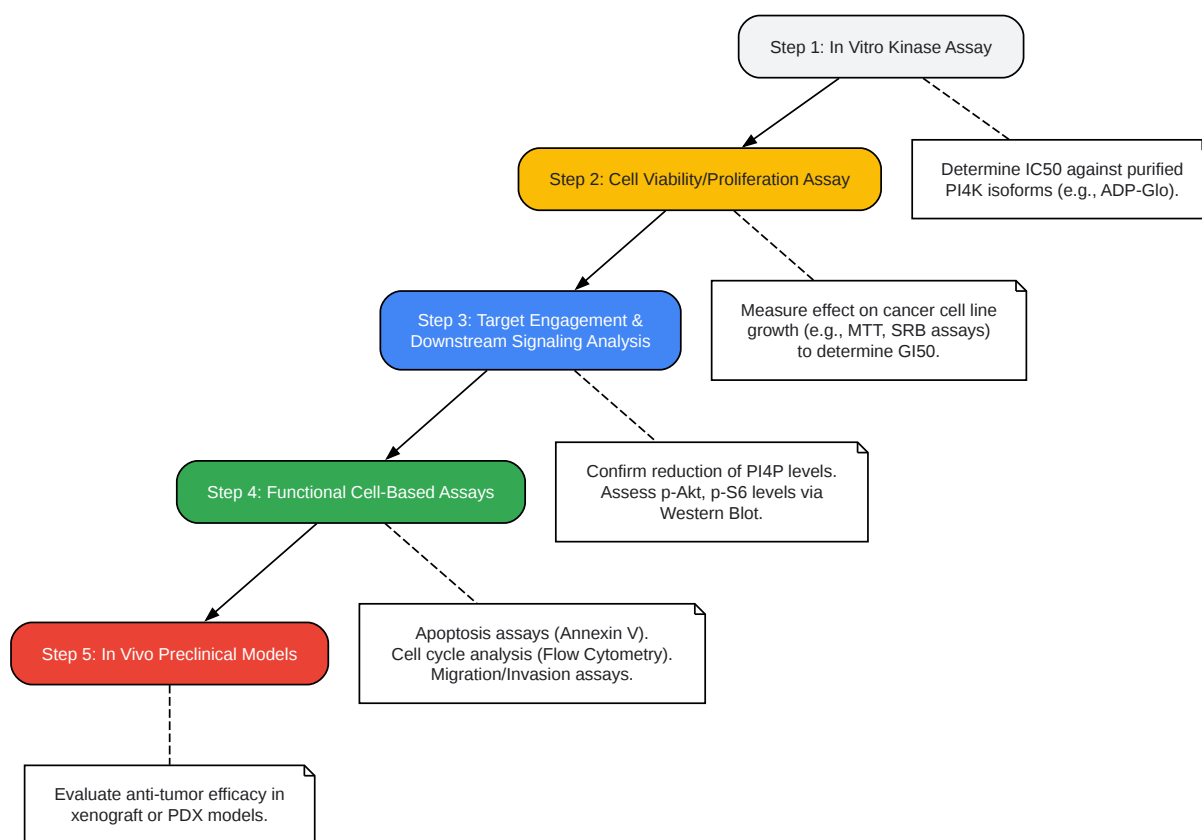 Step 1: In Vitro Kinase Assay
Determine IC50 against purified
PI4K isoforms (e.g., ADP-Glo).
Step 2: Cell Viability/Proliferation Assay
Measure effect on cancer cell line
growth (e.g., MTT, SRB assays)
to determine GI50.
Step 3: Target Engagement &
Downstream Signaling Analysis
Confirm reduction of PI4P levels.
Assess p-Akt, p-S6 levels via
Western Blot.
Step 4: Functional Cell-Based Assays
Apoptosis assays (Annexin V).
Cell cycle analysis (Flow Cytometry).
Migration/Invasion assays.
Step 5: In Vivo Preclinical Models
Evaluate anti-tumor efficacy in
xenograft or PDX models.